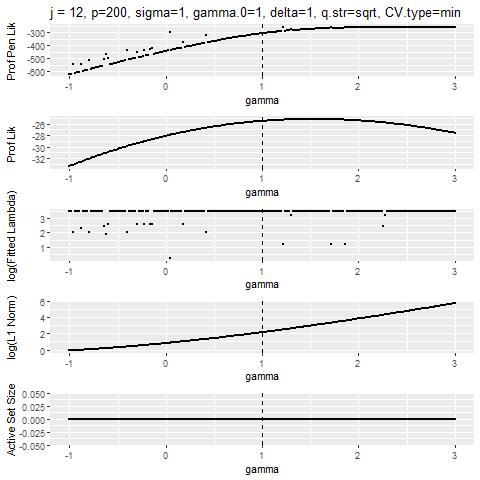 j = 12, p=200, sigma=1, gamma.0=1, delta=1, q.str=sqrt, CV.type=min
Prof Pen Lik
-300
-400
-500
-600
-1 0 1 2 3
gamma
Prof Lik
-26
-28
-30
-32
-1 0 1 2 3
gamma
log(Fitted Lambda)
3
2
1
-1 0 1 2 3
gamma
log(L1 Norm)
6
4
2
0
-1 0 1 2 3
gamma
Active Set Size
0.050
0.025
0.000
-0.025
-0.050
-1 0 1 2 3
gamma